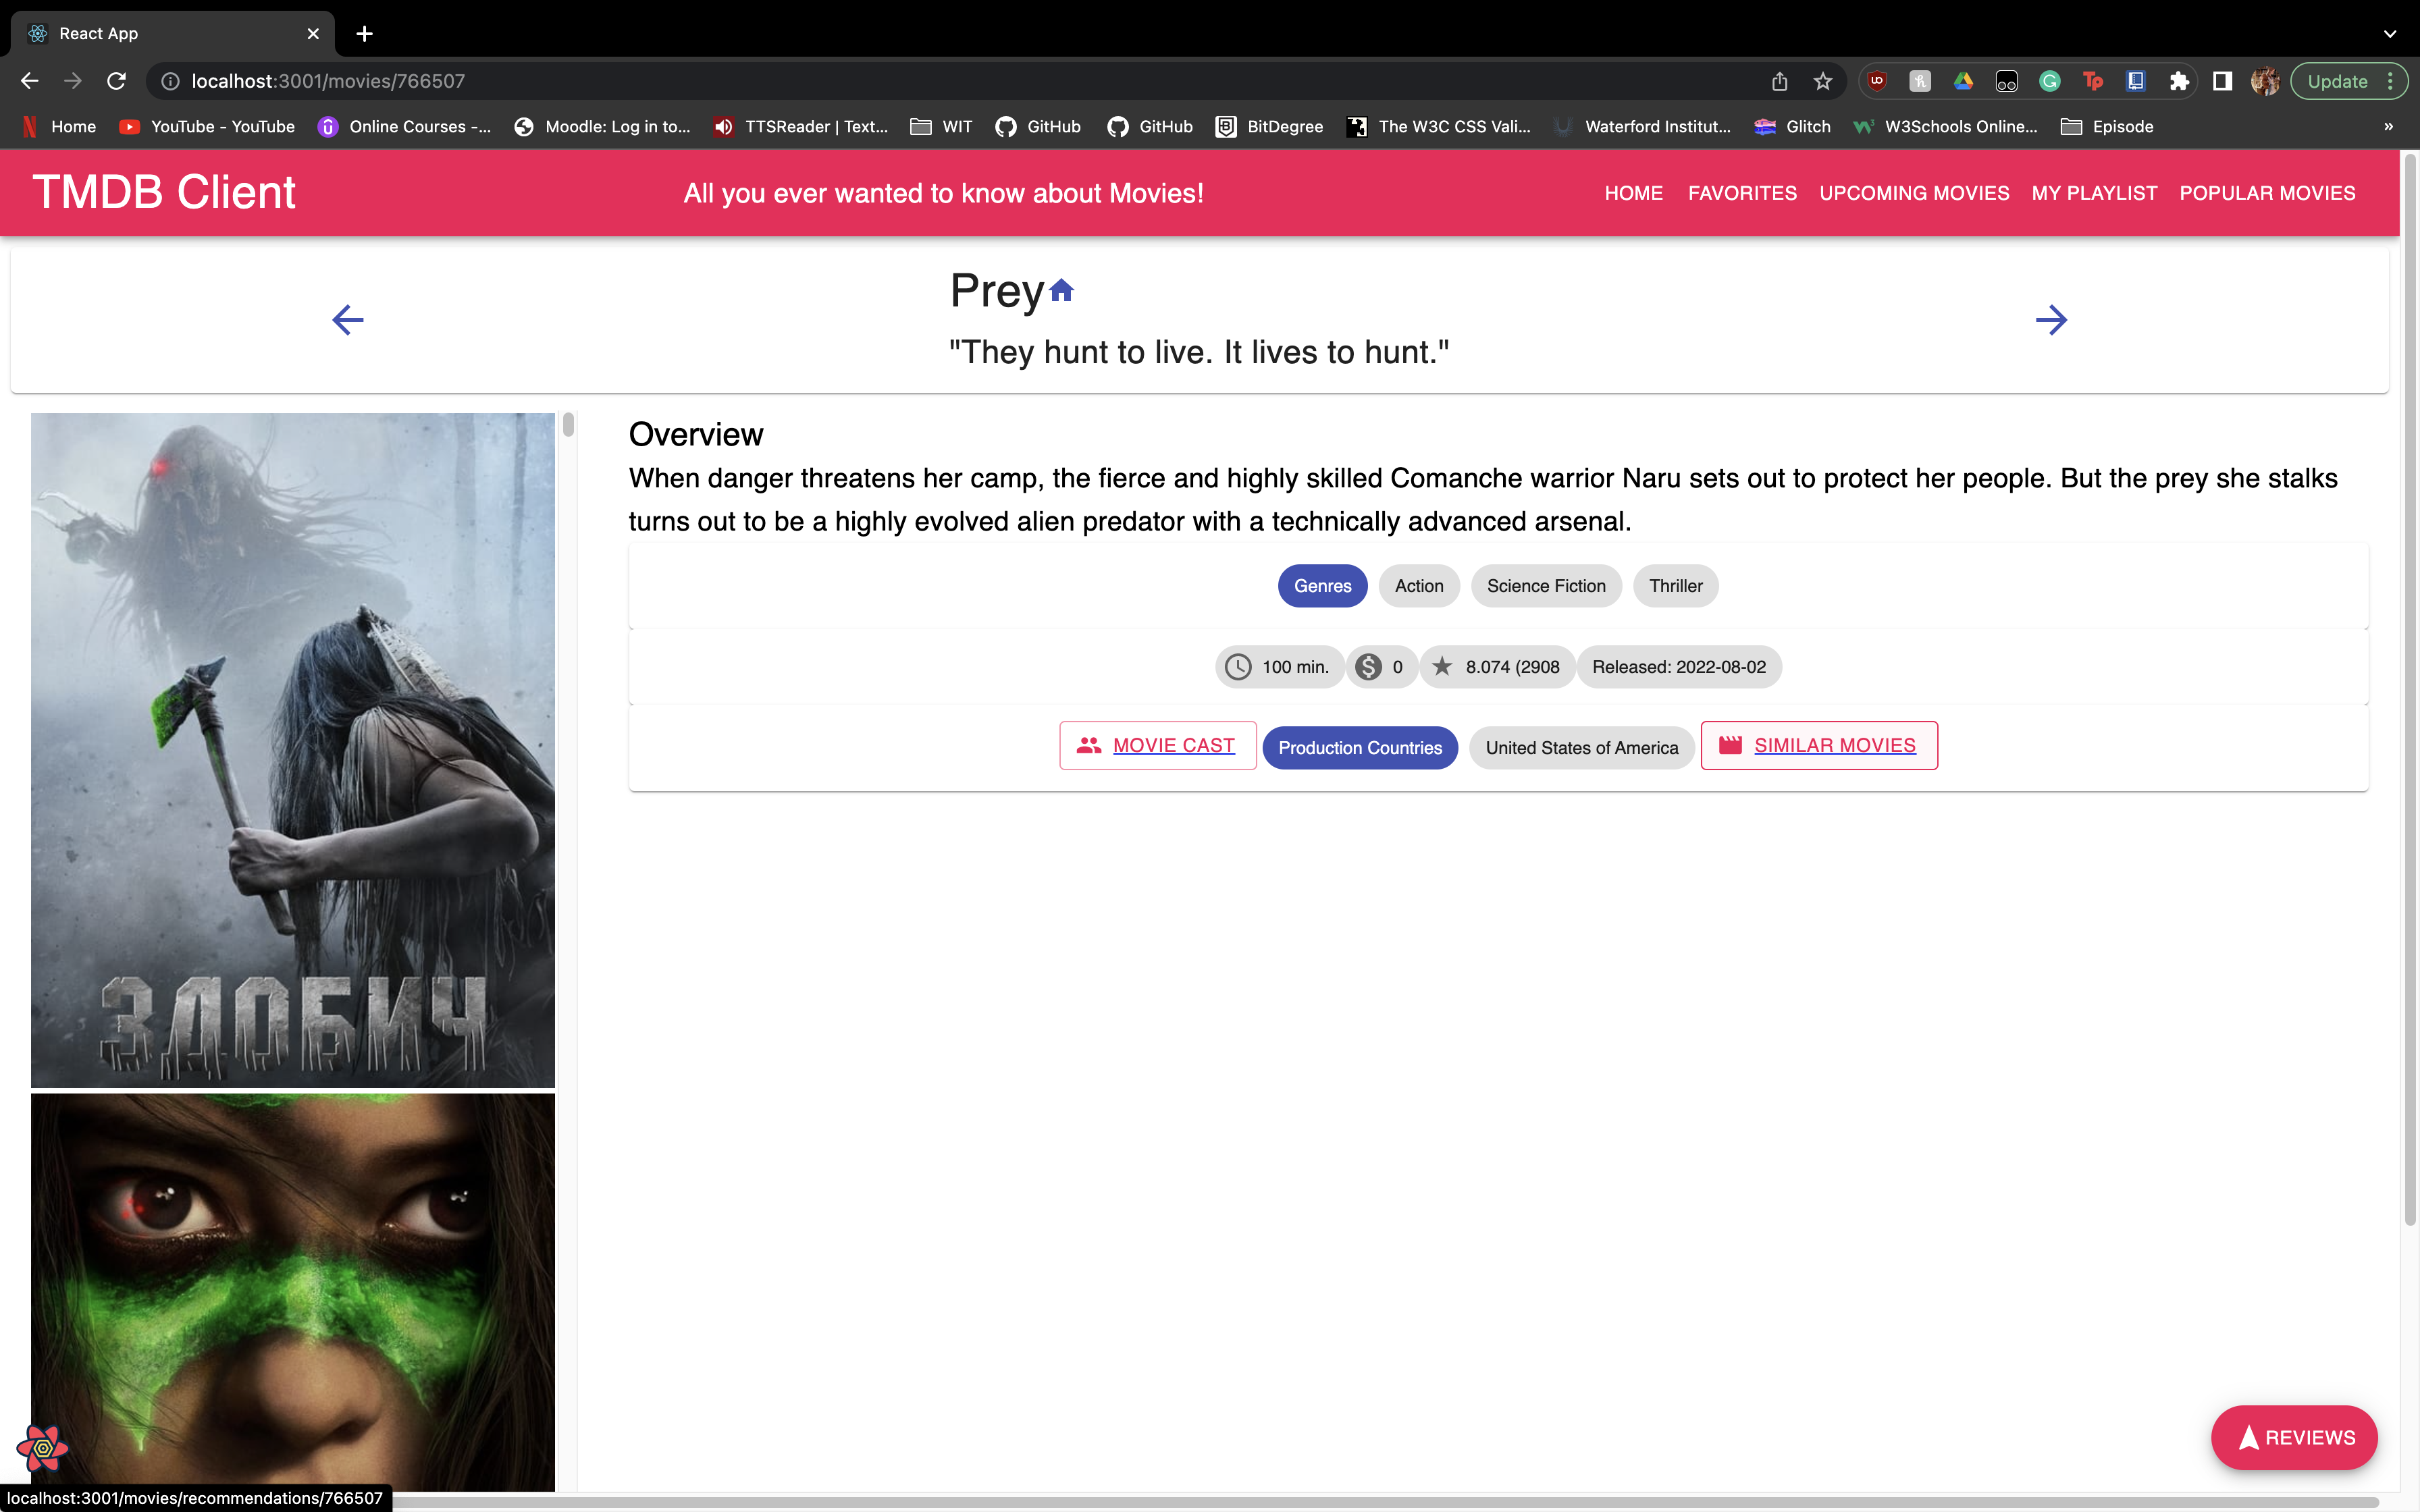 React App
localhost:3001/movies/766507
Update
Home
YouTube - YouTube
Online Courses -...
Moodle: Log in to...
TTSReader | Text...
WIT
GitHub
GitHub
BitDegree
The W3C CSS Vali...
Waterford Institut...
Glitch
W3Schools Online...
Episode
»
TMDB Client
All you ever wanted to know about Movies!
HOME
FAVORITES
UPCOMING MOVIES
MY PLAYLIST
POPULAR MOVIES
Prey
"They hunt to live. It lives to hunt."
ЗДОБИЧ
Overview
When danger threatens her camp, the fierce and highly skilled Comanche warrior Naru sets out to protect her people. But the prey she stalks
turns out to be a highly evolved alien predator with a technically advanced arsenal.
Genres
Action
Science Fiction
Thriller
100 min.
0
8.074 (2908
Released: 2022-08-02
MOVIE CAST
Production Countries
United States of America
SIMILAR MOVIES
REVIEWS
localhost:3001/movies/recommendations/766507